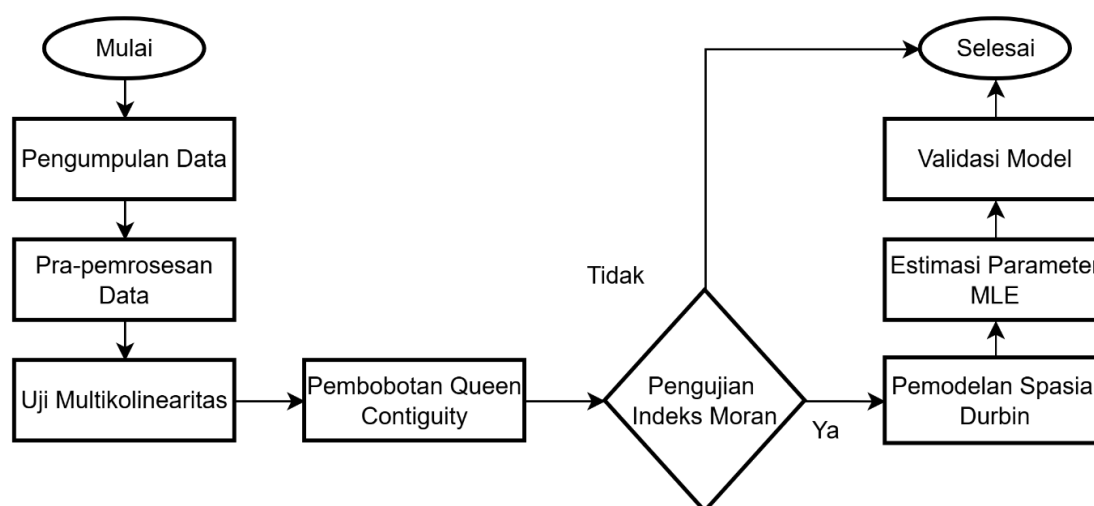 Mulai
Pengumpulan Data
Pra-pemrosesan
Data
Uji Multikolinearitas
Pembobotan Queen
Contiguity
Pengujian
Indeks Moran
Tidak
Ya
Pemodelan Spasia
Durbin
Estimasi Parameter
MLE
Validasi Model
Selesai